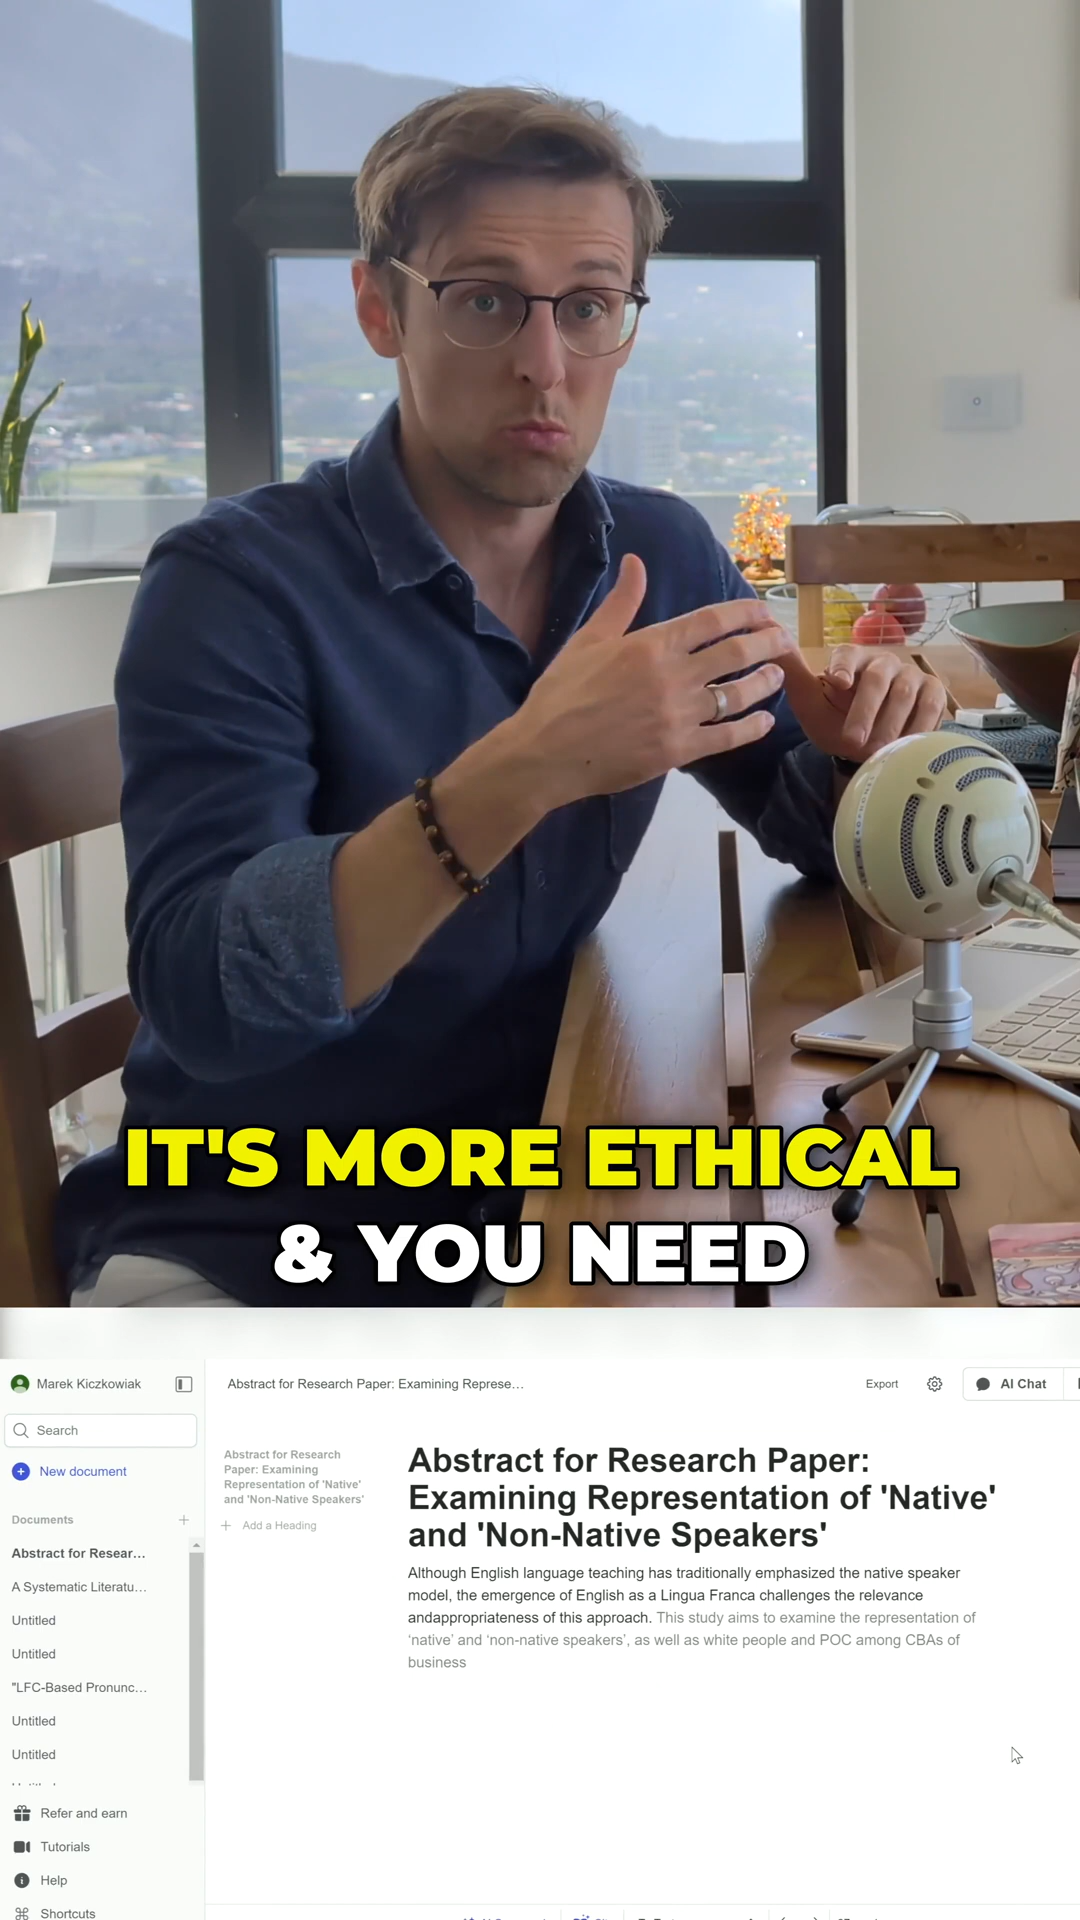 IT'S MORE ETHICAL
& YOU NEED
Marek Kiczkowiak
Search
New document
Documents
Abstract for Resear...
A Systematic Literatu...
Untitled
Untitled
"LFC-Based Pronunc...
Untitled
Untitled
Refer and earn
Tutorials
Help
Shortcuts
Abstract for Research Paper: Examining Represe...
Export
AI Chat
Abstract for Research
Paper: Examining
Representation of 'Native'
and 'Non-Native Speakers'
Add a Heading
Abstract for Research Paper:
Examining Representation of 'Native'
and 'Non-Native Speakers'
Although English language teaching has traditionally emphasized the native speaker
model, the emergence of English as a Lingua Franca challenges the relevance
andappropriateness of this approach. This study aims to examine the representation of
‘native’ and ‘non-native speakers’, as well as white people and POC among CBAs of
business